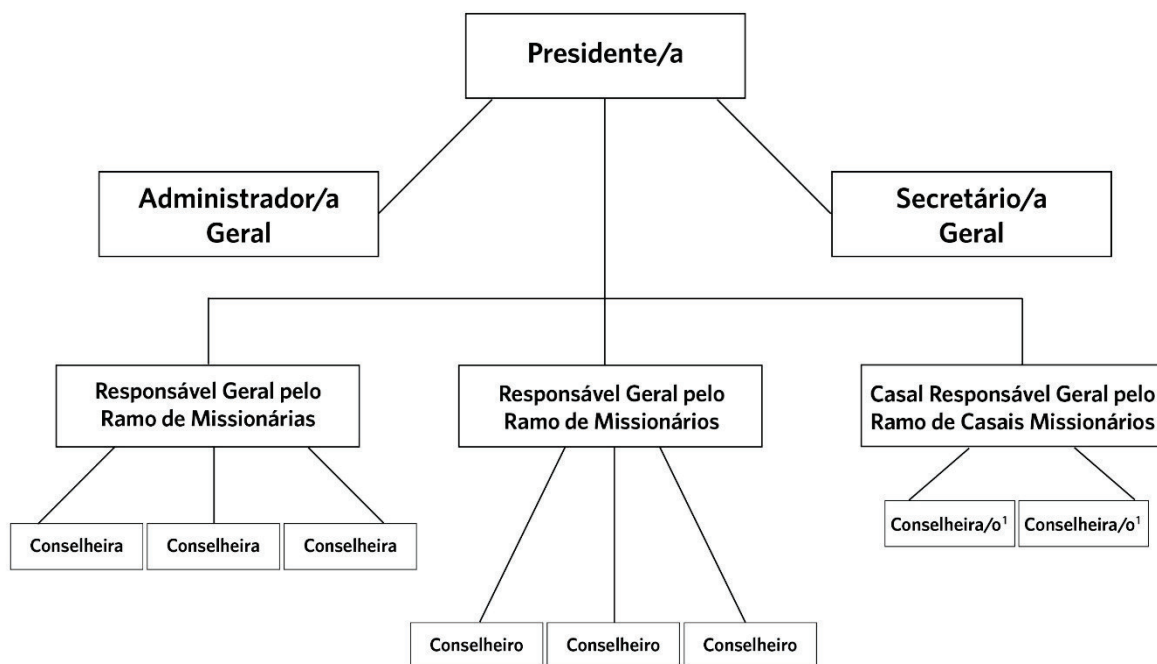 Presidente/a
Administrador/a
Geral
Secretário/a
Geral
Responsável Geral pelo
Ramo de Missionárias
Responsável Geral pelo
Ramo de Missionários
Casal Responsável Geral pelo
Ramo de Casais Missionários
Conselheira
Conselheira
Conselheira
Conselheira/o¹
Conselheira/o¹
Conselheiro
Conselheiro
Conselheiro